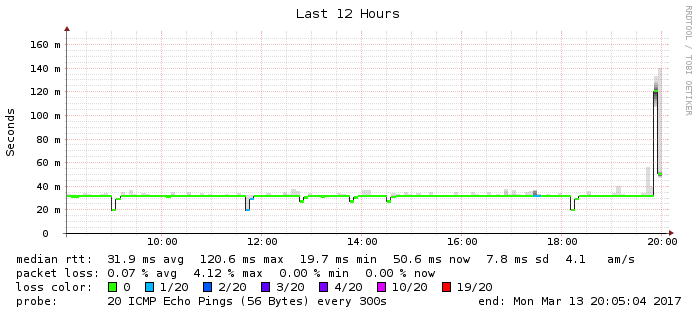 Last 12 Hours
RRDTOOL / TOBI OETIKER
Seconds
160 m
140 m
120 m
100 m
80 m
60 m
40 m
20 m
0
10:00 12:00 14:00 16:00 18:00 20:00
median rtt: 31.9 ms avg 120.6 ms max 19.7 ms min 50.6 ms now 7.8 ms sd 4.1 am/s
packet loss: 0.07 % avg 4.12 % max 0.00 % min 0.00 % now
loss color: 0 1/20 2/20 3/20 4/20 10/20 19/20
probe: 20 ICMP Echo Pings (56 Bytes) every 300s end: Mon Mar 13 20:05:04 2017